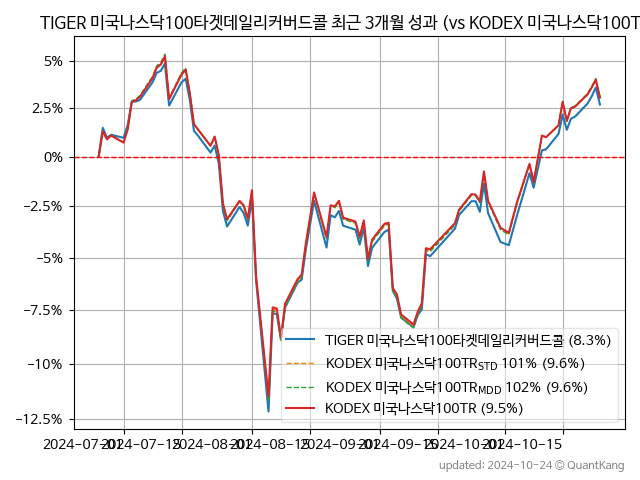 TIGER 미국나스닥100타겟데일리커버드콜 최근 3개월 성과 (vs KODEX 미국나스닥100T
5%
2.5%
0%
−2.5%
−5%
−7.5%
−10%
−12.5%
TIGER 미국나스닥100타겟데일리커버드콜 (8.3%)
KODEX 미국나스닥100TR STD 101% (9.6%)
KODEX 미국나스닥100TR MDD 102% (9.6%)
KODEX 미국나스닥100TR (9.5%)
2024-07-01 2024-07-15 2024-08-01 2024-08-15 2024-09-01 2024-09-15 2024-10-01 2024-10-15
updated: 2024-10-24 © QuantKang